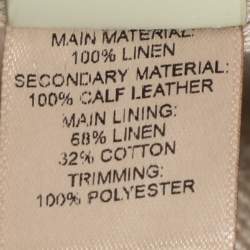 MAIN MATERIAL:
100% LINEN
SECONDARY MATERIAL:
100% CALF LEATHER
MAIN LINING:
68% LINEN
32% COTTON
TRIMMING:
100% POLYESTER